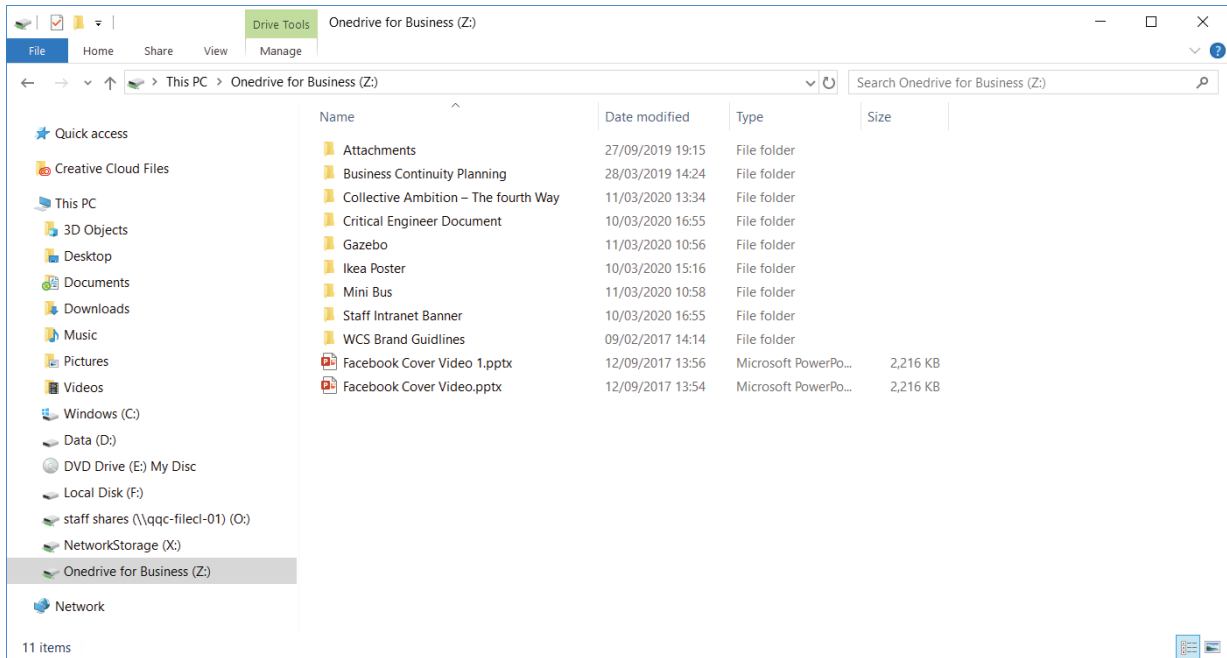 Drive Tools Onedrive for Business (Z:)
File Home Share View Manage
This PC > Onedrive for Business (Z:) Search Onedrive for Business (Z:)
Quick access
Creative Cloud Files
This PC
3D Objects
Desktop
Documents
Downloads
Music
Pictures
Videos
Windows (C:)
Data (D:)
DVD Drive (E:) My Disc
Local Disk (F:)
staff shares (\\qqc-filecl-01) (O:)
NetworkStorage (X:)
Onedrive for Business (Z:)
Network
Name Date modified Type Size
Attachments 27/09/2019 19:15 File folder
Business Continuity Planning 28/03/2019 14:24 File folder
Collective Ambition – The fourth Way 11/03/2020 13:34 File folder
Critical Engineer Document 10/03/2020 16:55 File folder
Gazebo 11/03/2020 10:56 File folder
Ikea Poster 10/03/2020 15:16 File folder
Mini Bus 11/03/2020 10:58 File folder
Staff Intranet Banner 10/03/2020 16:55 File folder
WCS Brand Guidlines 09/02/2017 14:14 File folder
Facebook Cover Video 1.pptx 12/09/2017 13:56 Microsoft PowerPo... 2,216 KB
Facebook Cover Video.pptx 12/09/2017 13:54 Microsoft PowerPo... 2,216 KB
11 items